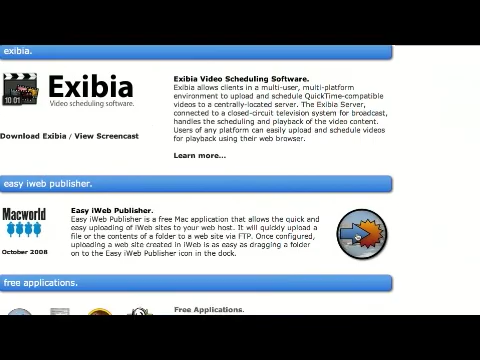 exibia.
Exibia
Video scheduling software.
10 01
Download Exibia / View Screencast
Exibia Video Scheduling Software.
Exibia allows clients in a multi-user, multi-platform
environment to upload and schedule QuickTime-compatible
videos to a centrally-located server. The Exibia Server,
connected to a closed-circuit television system for broadcast,
handles the scheduling and playback of the video content.
Users of any platform can easily upload and schedule videos
for playback using their web browser.
Learn more...
easy iweb publisher.
Macworld
October 2008
Easy iWeb Publisher.
Easy iWeb Publisher is a free Mac application that allows the quick and
easy uploading of iWeb sites to your web host. It will quickly upload a
file or the contents of a folder to a web site via FTP. Once configured,
uploading a web site created in iWeb is as easy as dragging a folder
on to the Easy iWeb Publisher icon in the dock.
free applications.
Free Applications.